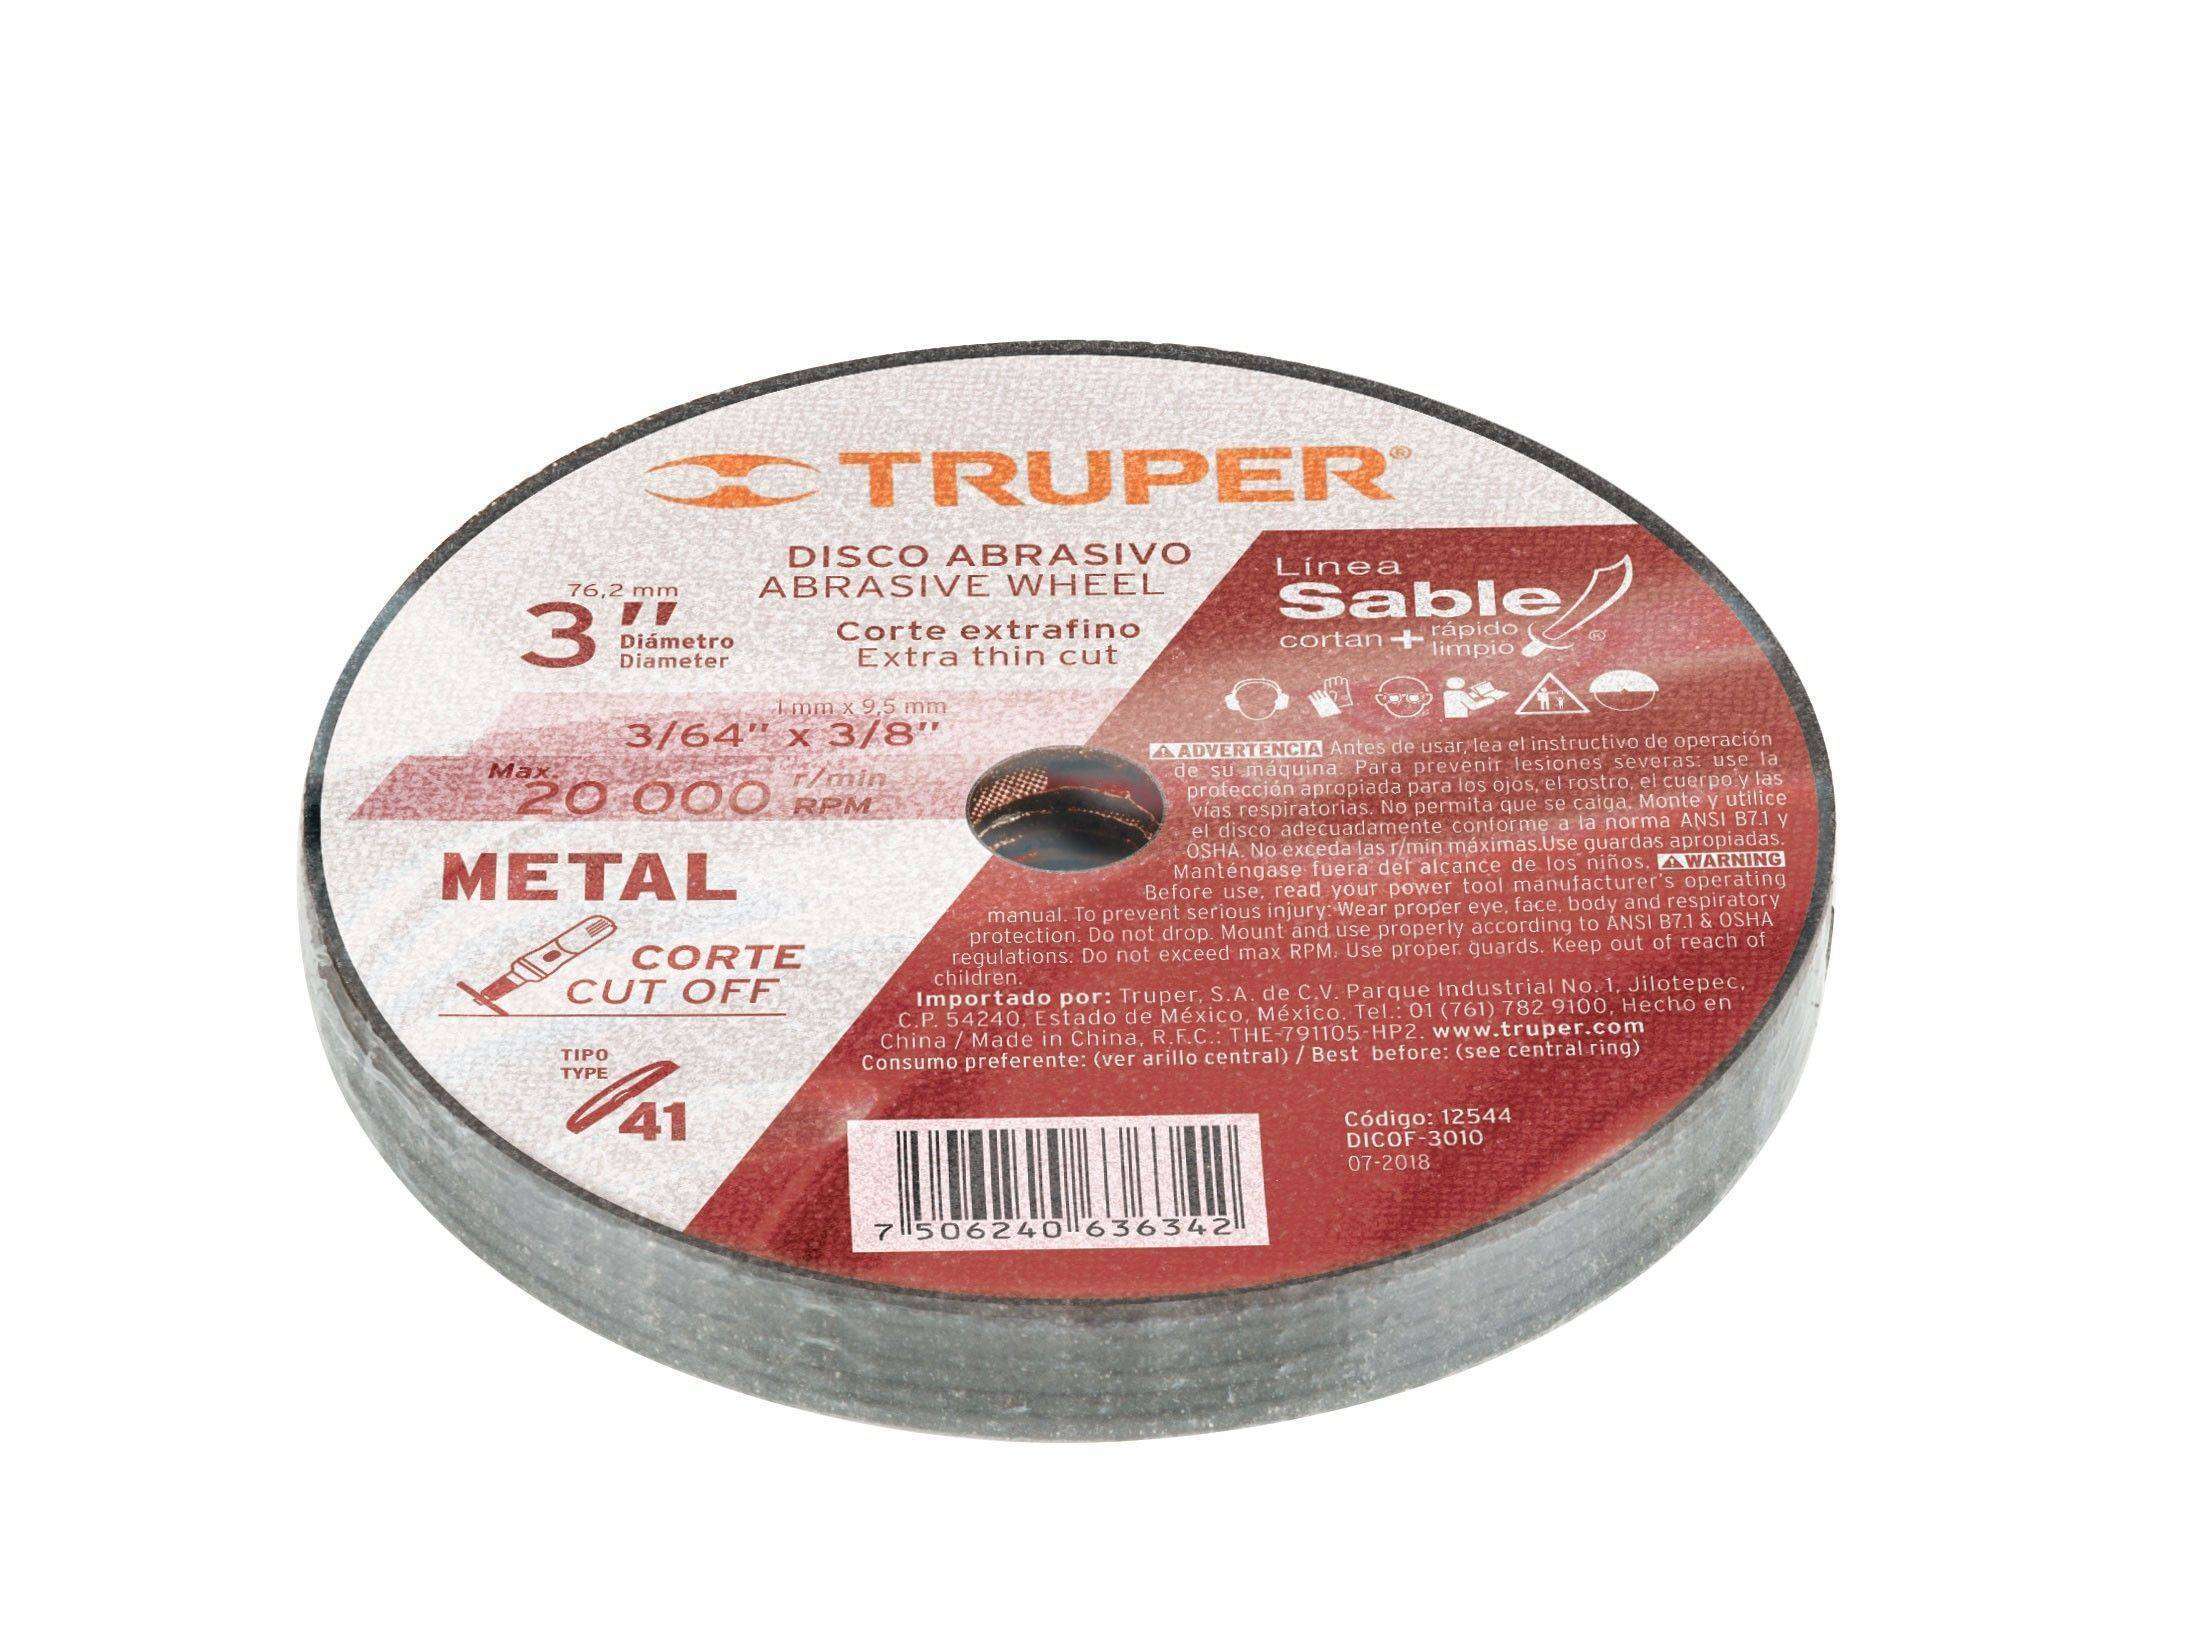 TRUPER®
DISCO ABRASIVO
ABRASIVE WHEEL
76,2 mm
3"
Diámetro
Diameter
Corte extrafino
Extra thin cut
1 mm x 9,5 mm
3/64" x 3/8"
Max.
20 000 r/min
RPM
METAL
CORTE
CUT OFF
TIPO
TYPE
41
Línea
Sable
cortan + rápido
limpio ®
ADVERTENCIA Antes de usar, lea el instructivo de operación
de su máquina. Para prevenir lesiones severas: use la
protección apropiada para los ojos, el rostro, el cuerpo y las
vías respiratorias. No permita que se caiga. Monte y utilice
el disco adecuadamente conforme a la norma ANSI B7.1 y
OSHA. No exceda las r/min máximas.Use guardas apropiadas.
Manténgase fuera del alcance de los niños. WARNING
Before use, read your power tool manufacturer's operating
manual. To prevent serious injury: Wear proper eye, face, body and respiratory
protection. Do not drop. Mount and use properly according to ANSI B7.1 & OSHA
regulations. Do not exceed max RPM. Use proper guards. Keep out of reach of
children.
Importado por: Truper, S.A. de C.V. Parque Industrial No. 1, Jilotepec,
C.P. 54240, Estado de México, México. Tel.: 01 (761) 782 9100, Hecho en
China / Made in China, R.F.C.: THE-791105-HP2. www.truper.com
Consumo preferente: (ver arillo central) / Best before: (see central ring)
Código: 12544
DICOF-3010
07-2018
7 506240 636342